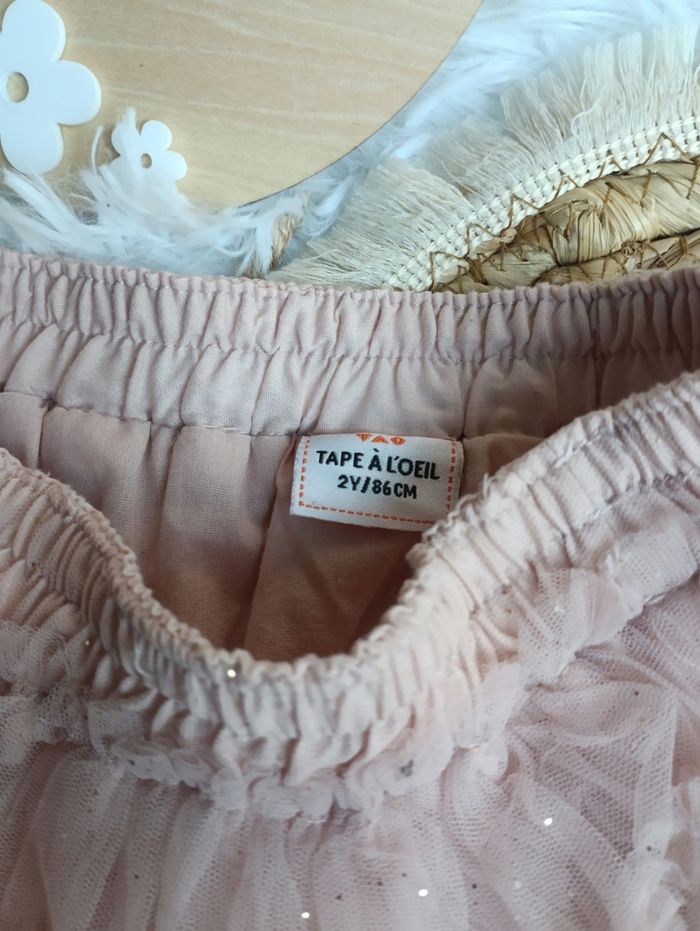 TAO
TAPE À L'OEIL
2Y/86CM